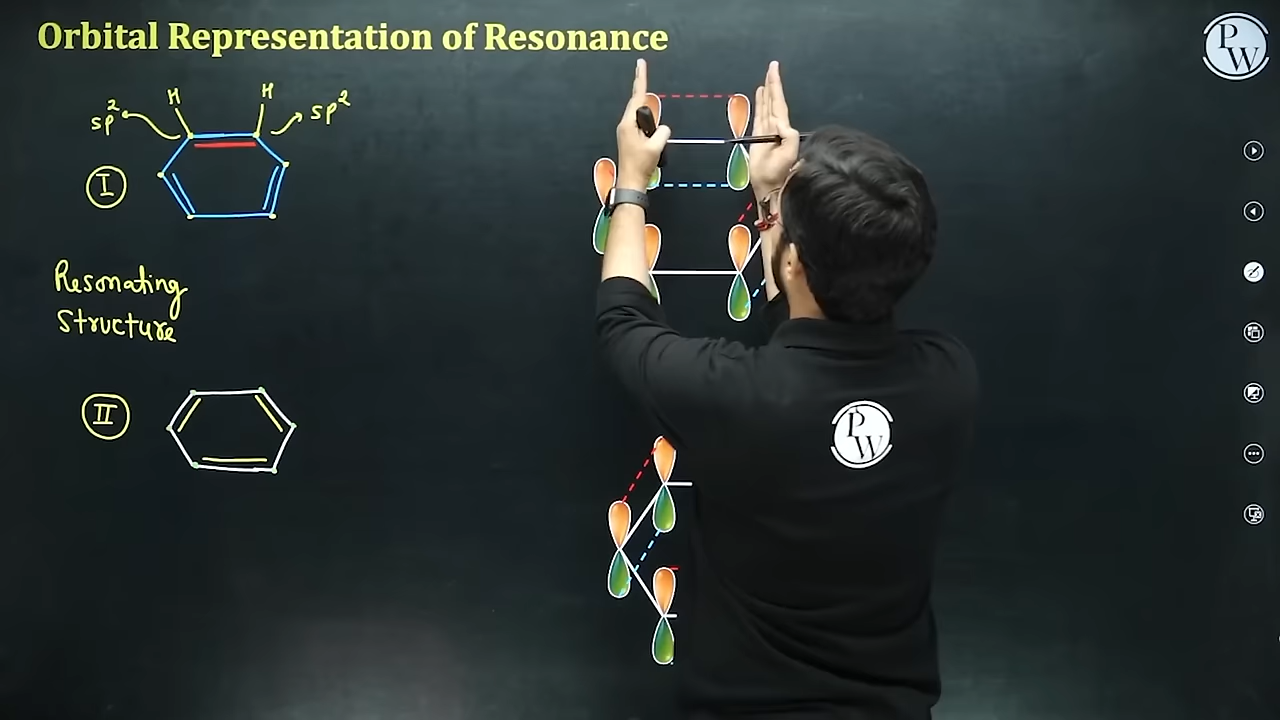 Orbital Representation of Resonance
PW
H H
sp² sp²
I
Resonating
Structure
II
PW